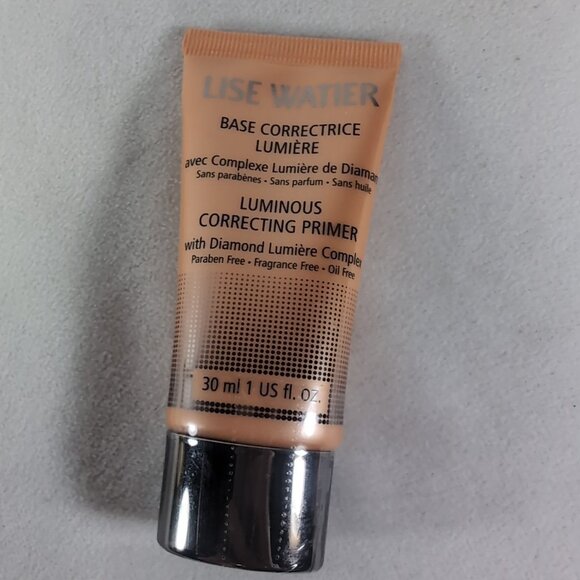 LISE WATIER
BASE CORRECTRICE
LUMIÈRE
avec Complexe Lumière de Diamant
Sans parabènes • Sans parfum • Sans huile
LUMINOUS
CORRECTING PRIMER
with Diamond Lumière Complex
Paraben Free • Fragrance Free • Oil Free
30 ml 1 US fl. oz.